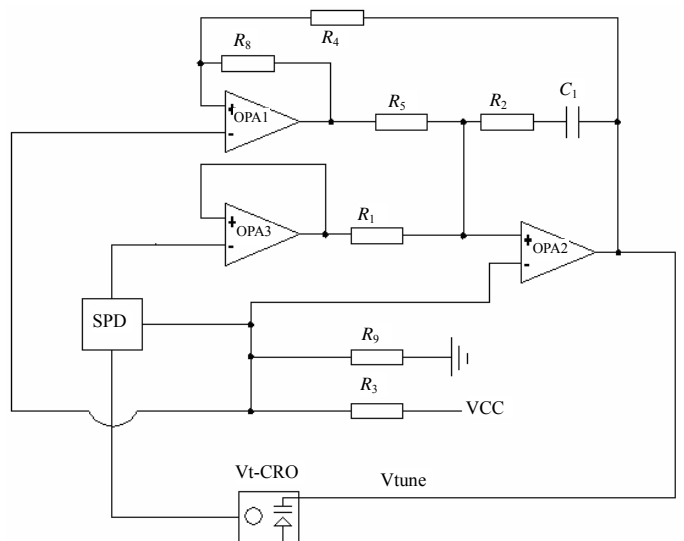 R8
R4
+
OPA1
-
R5
R2
C1
+
OPA3
-
R1
+
OPA2
-
SPD
R9
R3
VCC
Vt-CRO
Vtune